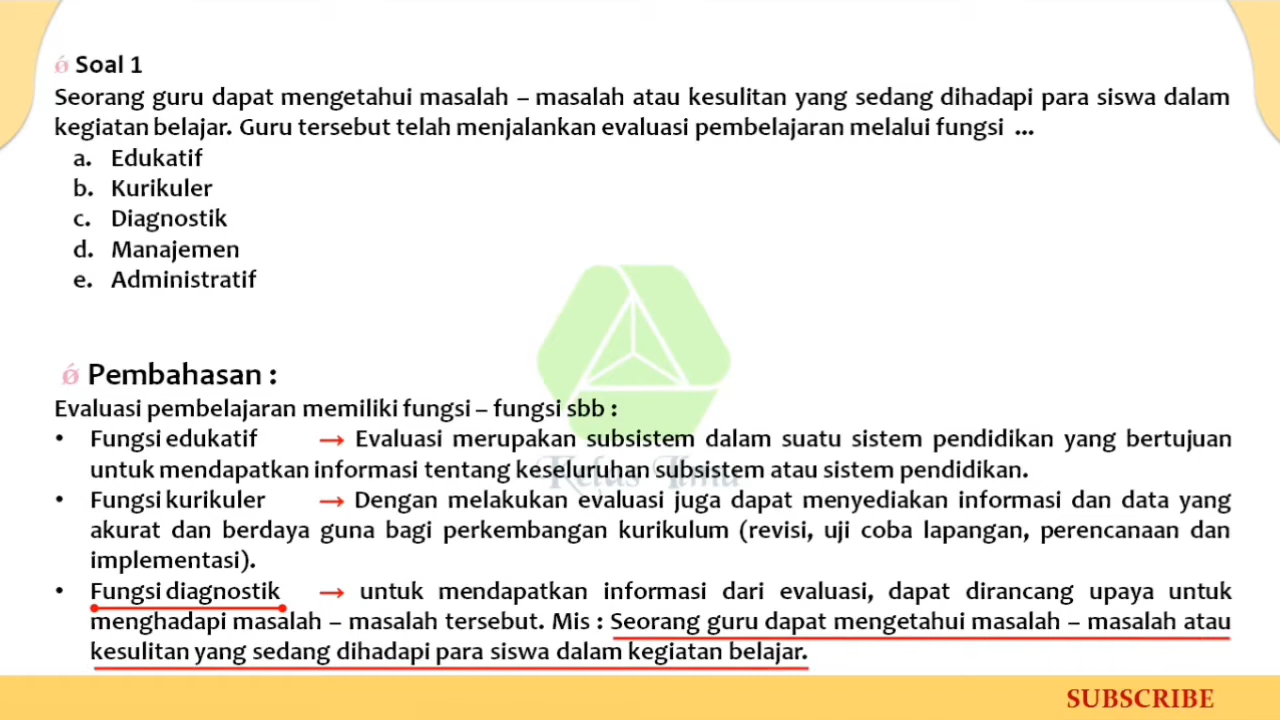 ǿ Soal 1
Seorang guru dapat mengetahui masalah – masalah atau kesulitan yang sedang dihadapi para siswa dalam
kegiatan belajar. Guru tersebut telah menjalankan evaluasi pembelajaran melalui fungsi ...
a. Edukatif
b. Kurikuler
c. Diagnostik
d. Manajemen
e. Administratif
ǿ Pembahasan :
Evaluasi pembelajaran memiliki fungsi – fungsi sbb :
• Fungsi edukatif → Evaluasi merupakan subsistem dalam suatu sistem pendidikan yang bertujuan
untuk mendapatkan informasi tentang keseluruhan subsistem atau sistem pendidikan.
Kelas Ilmu
• Fungsi kurikuler → Dengan melakukan evaluasi juga dapat menyediakan informasi dan data yang
akurat dan berdaya guna bagi perkembangan kurikulum (revisi, uji coba lapangan, perencanaan dan
implementasi).
• Fungsi diagnostik → untuk mendapatkan informasi dari evaluasi, dapat dirancang upaya untuk
menghadapi masalah – masalah tersebut. Mis : Seorang guru dapat mengetahui masalah – masalah atau
kesulitan yang sedang dihadapi para siswa dalam kegiatan belajar.
SUBSCRIBE